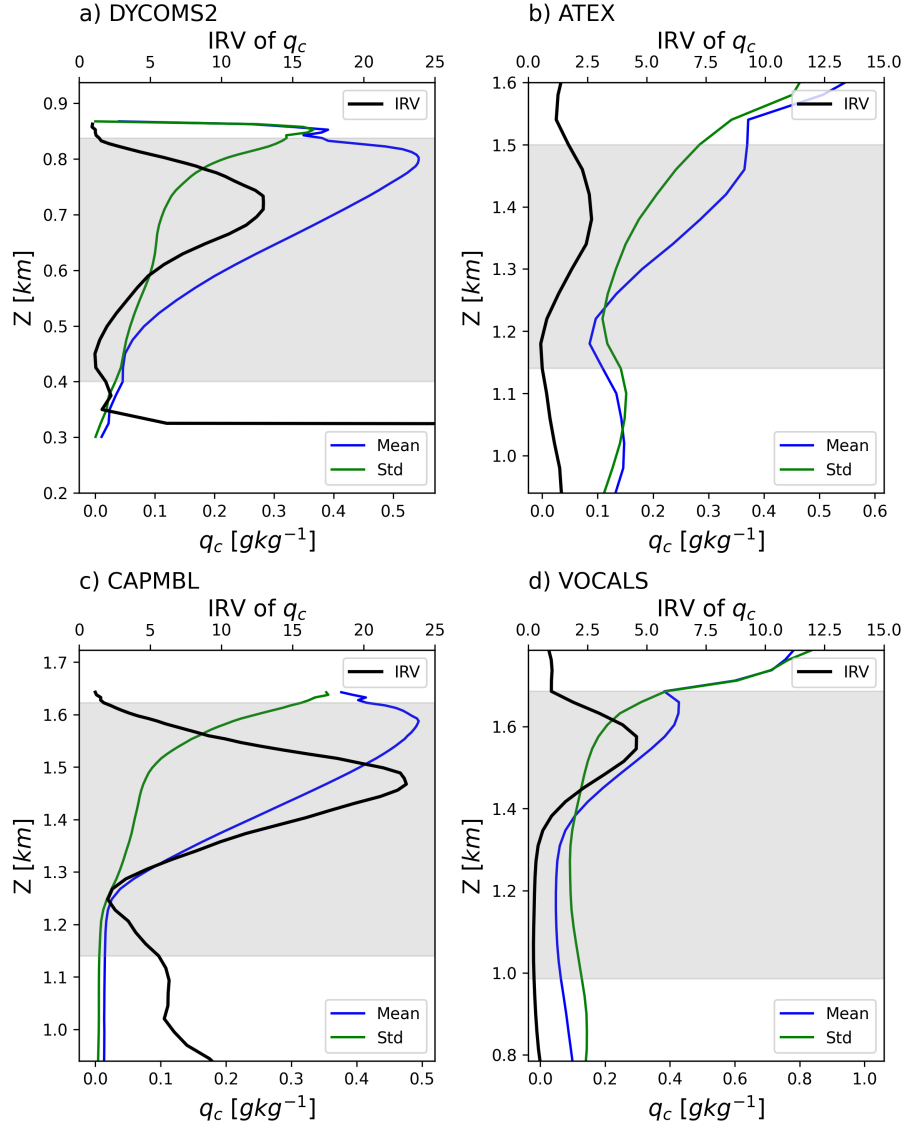 a) DYCOMS2
IRV of q_c
0 5 10 15 20 25
IRV
0.9
0.8
0.7
0.6
0.5
0.4
0.3
0.2
Z [km]
Mean
Std
0.0 0.1 0.2 0.3 0.4 0.5
q_c [gkg⁻¹]
b) ATEX
IRV of q_c
0.0 2.5 5.0 7.5 10.0 12.5 15.0
IRV
1.6
1.5
1.4
1.3
1.2
1.1
1.0
Z [km]
Mean
Std
0.0 0.1 0.2 0.3 0.4 0.5 0.6
q_c [gkg⁻¹]
c) CAPMBL
IRV of q_c
0 5 10 15 20 25
IRV
1.7
1.6
1.5
1.4
1.3
1.2
1.1
1.0
Z [km]
Mean
Std
0.0 0.1 0.2 0.3 0.4 0.5
q_c [gkg⁻¹]
d) VOCALS
IRV of q_c
0.0 2.5 5.0 7.5 10.0 12.5 15.0
IRV
1.6
1.4
1.2
1.0
0.8
Z [km]
Mean
Std
0.0 0.2 0.4 0.6 0.8 1.0
q_c [gkg⁻¹]